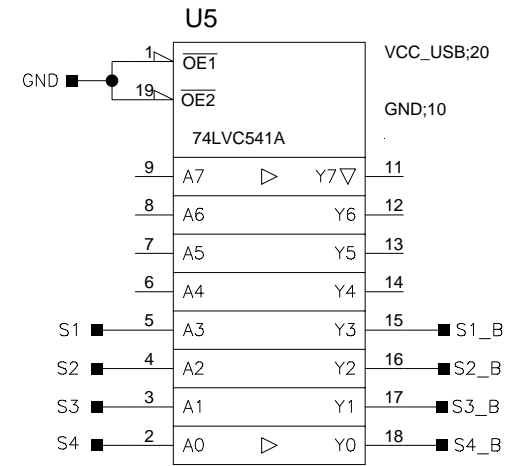 U5
1 OE1 VCC_USB;20
GND
19 OE2
GND;10
74LVC541A
9 A7 Y7 11
8 A6 Y6 12
7 A5 Y5 13
6 A4 Y4 14
S1 5 A3 Y3 15 S1_B
S2 4 A2 Y2 16 S2_B
S3 3 A1 Y1 17 S3_B
S4 2 A0 Y0 18 S4_B